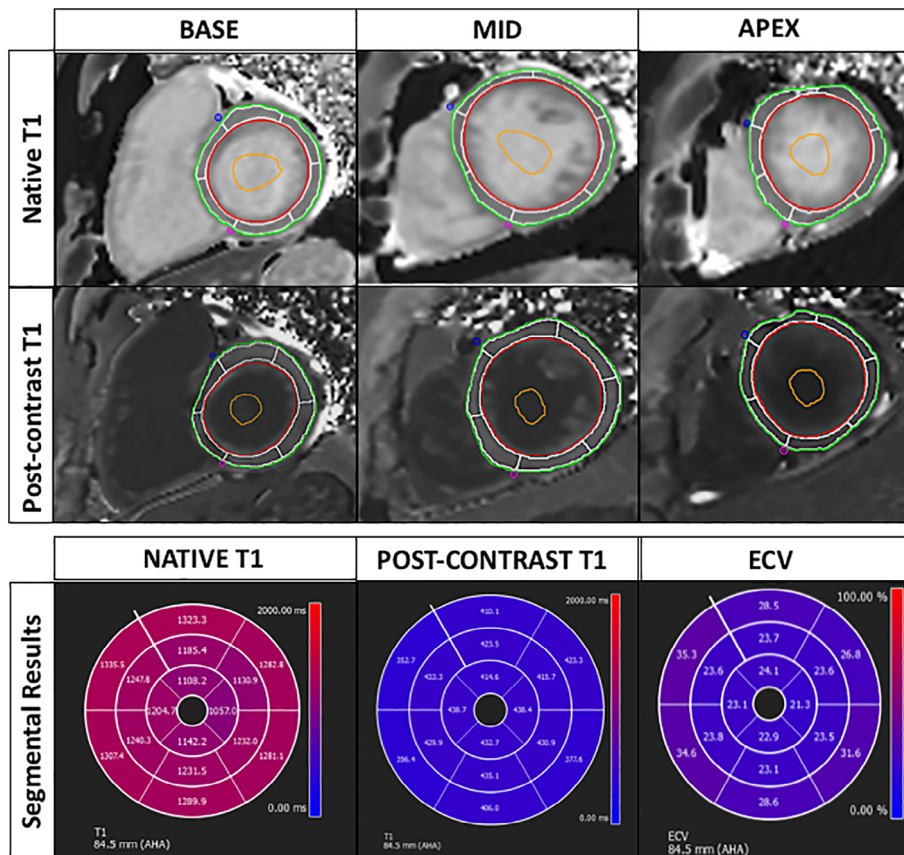 BASE MID APEX
Native T1
Post-contrast T1
NATIVE T1 POST-CONTRAST T1 ECV
Segmental Results
2000.00 ms
1323.3
1185.4
1108.2
1335.5 1282.8
1247.8 1130.9
1204.7 1057.0
1142.2
1307.4 1281.1
1240.3 1232.0
1231.5
1289.9
0.00 ms
T1
84.5 mm (AHA)
2000.00 ms
410.1
423.5
414.6
352.7 423.3
433.3 415.7
438.7 438.4
432.7
356.4 377.6
429.9 430.9
435.1
406.0
0.00 ms
T1
84.5 mm (AHA)
100.00 %
28.5
23.7
24.1
35.3 26.8
23.6 23.6
23.1 21.3
22.9
34.6 31.6
23.8 23.5
23.1
28.6
0.00 %
ECV
84.5 mm (AHA)